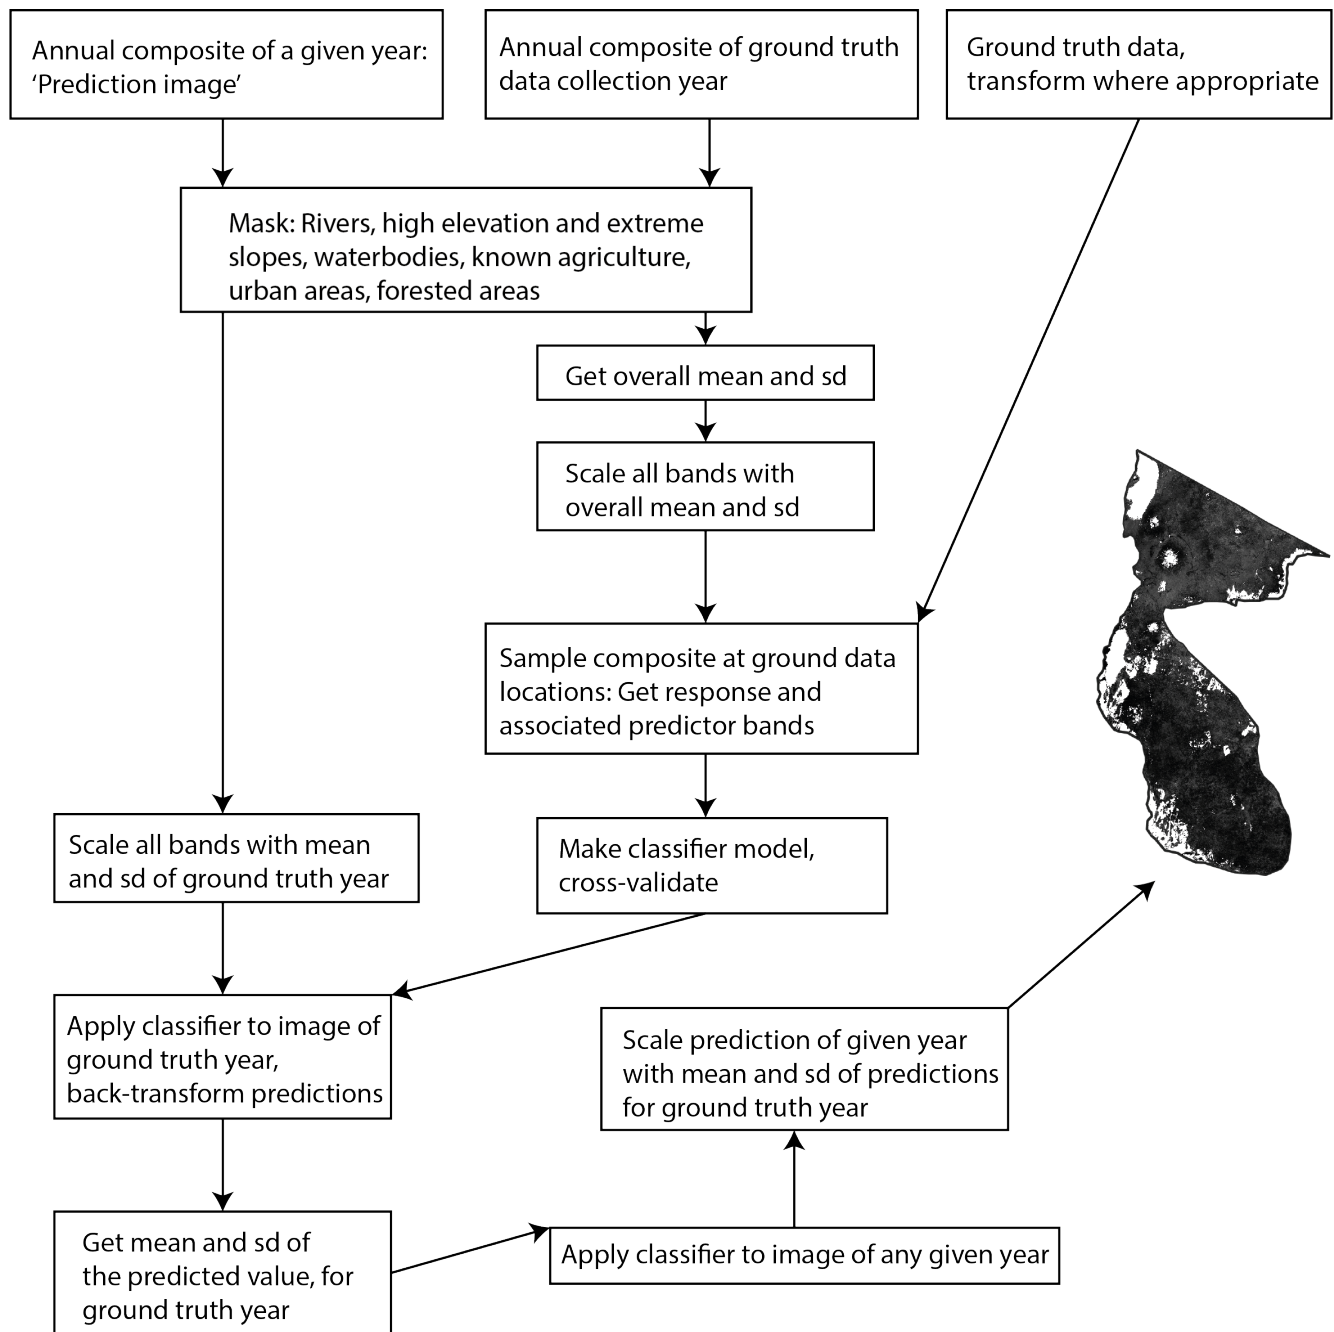 Annual composite of a given year:
‘Prediction image’
Annual composite of ground truth
data collection year
Ground truth data,
transform where appropriate
Mask: Rivers, high elevation and extreme
slopes, waterbodies, known agriculture,
urban areas, forested areas
Get overall mean and sd
Scale all bands with
overall mean and sd
Sample composite at ground data
locations: Get response and
associated predictor bands
Scale all bands with mean
and sd of ground truth year
Make classifier model,
cross-validate
Apply classifier to image of
ground truth year,
back-transform predictions
Scale prediction of given year
with mean and sd of predictions
for ground truth year
Get mean and sd of
the predicted value, for
ground truth year
Apply classifier to image of any given year